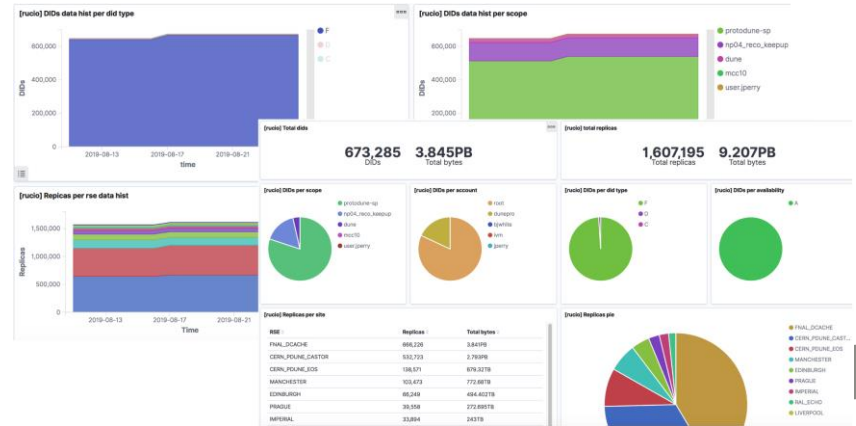 [rucio] DIDs data hist per did type
F
D
C
DIDs
600,000
400,000
200,000
0
2019-08-13 2019-08-17 2019-08-21
time
[rucio] DIDs data hist per scope
protodune-sp
np04_reco_keepup
dune
mcc10
user.jperry
DIDs
600,000
400,000
200,000
[rucio] Total dids
673,285 3.845PB
DIDs Total bytes
[rucio] total replicas
1,607,195 9.207PB
Total replicas Total bytes
[rucio] Repicas per rse data hist
Replicas
1,500,000
1,000,000
500,000
0
2019-08-13 2019-08-17 2019-08-21
Time
[rucio] DIDs per scope
protodune-sp
np04_reco_keepup
dune
mcc10
user.jperry
[rucio] DIDs per account
root
dunepro
bjwhite
ivm
jperry
[rucio] DIDs per did type
F
D
C
[rucio] DIDs per availability
A
[rucio] Replicas per site
RSE Replicas Total bytes
FNAL_DCACHE 666,226 3.841PB
CERN_PDUNE_CASTOR 532,723 2.793PB
CERN_PDUNE_EOS 138,571 679.32TB
MANCHESTER 103,473 772.68TB
EDINBURGH 66,249 494.402TB
PRAGUE 39,558 272.695TB
IMPERIAL 33,894 243TB
[rucio] Replicas pie
FNAL_DCACHE
CERN_PDUNE_CAST...
CERN_PDUNE_EOS
MANCHESTER
EDINBURGH
PRAGUE
IMPERIAL
RAL_ECHO
LIVERPOOL